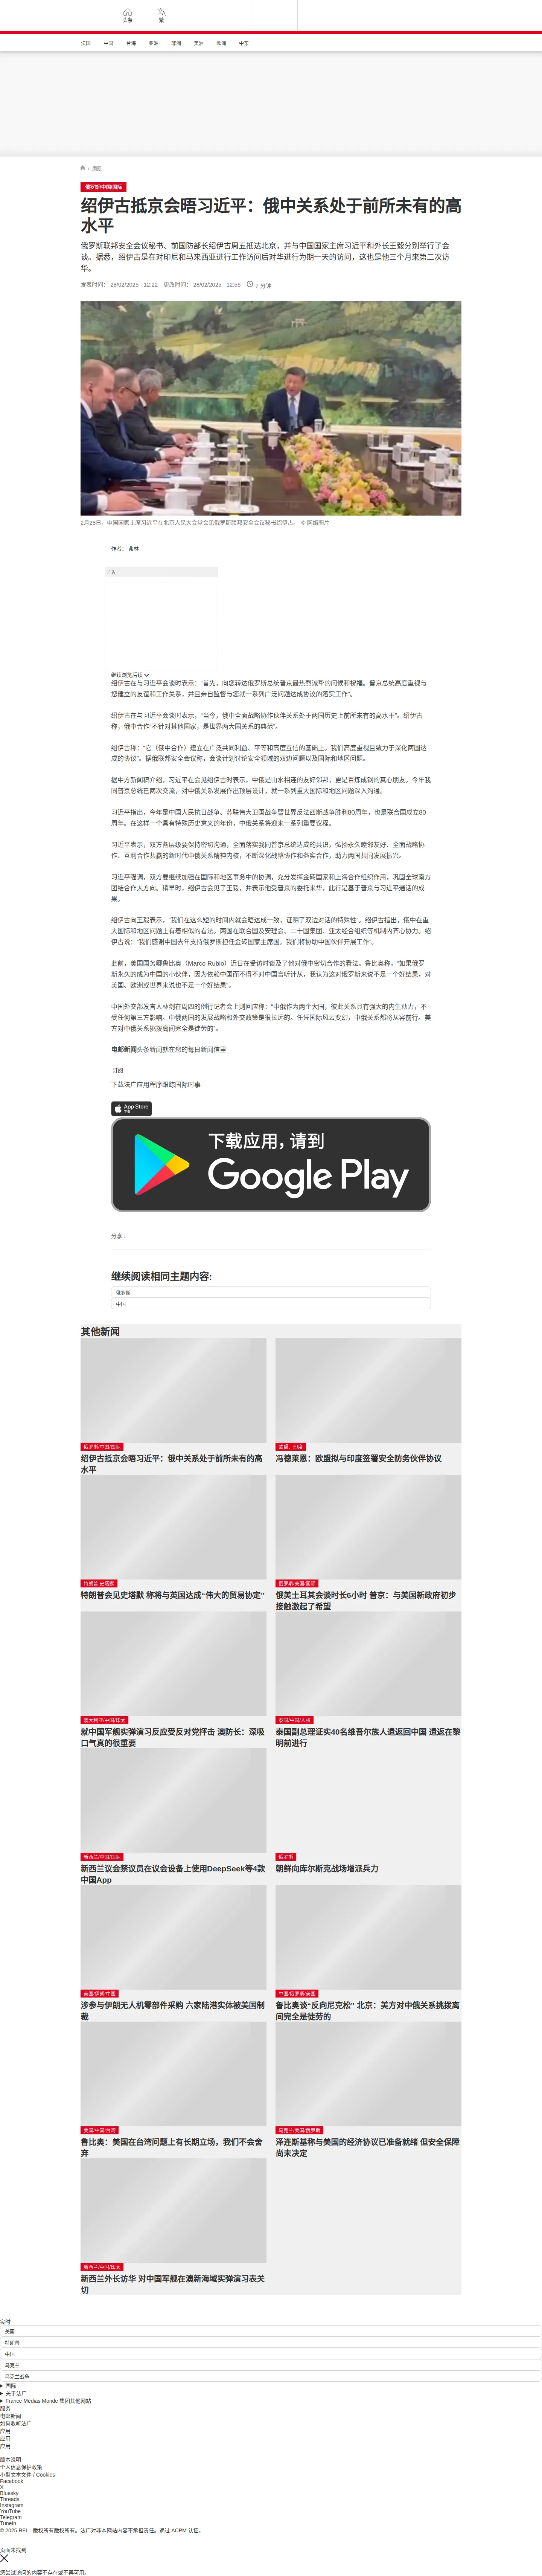 头条
繁
法国
中国
台海
亚洲
非洲
美洲
欧洲
中东
国际
俄罗斯/中国/国际
绍伊古抵京会晤习近平：俄中关系处于前所未有的高
水平
俄罗斯联邦安全会议秘书、前国防部长绍伊古周五抵达北京，并与中国国家主席习近平和外长王毅分别举行了会
谈。据悉，绍伊古是在对印尼和马来西亚进行工作访问后对华进行为期一天的访问，这也是他三个月来第二次访
华。
发表时间： 28/02/2025 - 12:22 更改时间： 28/02/2025 - 12:55 7 分钟
2月28日，中国国家主席习近平在北京人民大会堂会见俄罗斯联邦安全会议秘书绍伊古。 © 网络图片
作者： 弗林
广告
继续浏览后续
绍伊古在与习近平会谈时表示：“首先，向您转达俄罗斯总统普京最热烈诚挚的问候和祝福。普京总统高度重视与
您建立的友谊和工作关系，并且亲自监督与您就一系列广泛问题达成协议的落实工作”。
绍伊古在与习近平会谈时表示，“当今，俄中全面战略协作伙伴关系处于两国历史上前所未有的高水平”。绍伊古
称，俄中合作“不针对其他国家，是世界两大国关系的典范”。
绍伊古称：“它（俄中合作）建立在广泛共同利益、平等和高度互信的基础上。我们高度重视且致力于深化两国达
成的协议”。据俄联邦安全会议称，会谈计划讨论安全领域的双边问题以及国际和地区问题。
据中方新闻稿介绍，习近平在会见绍伊古时表示，中俄是山水相连的友好邻邦，更是百炼成钢的真心朋友。今年我
同普京总统已两次交流，对中俄关系发展作出顶层设计，就一系列重大国际和地区问题深入沟通。
习近平指出，今年是中国人民抗日战争、苏联伟大卫国战争暨世界反法西斯战争胜利80周年，也是联合国成立80
周年。在这样一个具有特殊历史意义的年份，中俄关系将迎来一系列重要议程。
习近平表示，双方各层级要保持密切沟通，全面落实我同普京总统达成的共识，弘扬永久睦邻友好、全面战略协
作、互利合作共赢的新时代中俄关系精神内核，不断深化战略协作和务实合作，助力两国共同发展振兴。
习近平强调，双方要继续加强在国际和地区事务中的协调，充分发挥金砖国家和上海合作组织作用，巩固全球南方
团结合作大方向。稍早时，绍伊古会见了王毅，并表示他受普京的委托来华，此行是基于普京与习近平通话的成
果。
绍伊古向王毅表示，“我们在这么短的时间内就会晤达成一致，证明了双边对话的特殊性”。绍伊古指出，俄中在重
大国际和地区问题上有着相似的看法。两国在联合国及安理会、二十国集团、亚太经合组织等机制内齐心协力。绍
伊古说：“我们感谢中国去年支持俄罗斯担任金砖国家主席国。我们将协助中国伙伴开展工作”。
此前，美国国务卿鲁比奥（Marco Rubio）近日在受访时谈及了他对俄中密切合作的看法。鲁比奥称，“如果俄罗
斯永久的成为中国的小伙伴，因为依赖中国而不得不对中国言听计从，我认为这对俄罗斯来说不是一个好结果，对
美国、欧洲或世界来说也不是一个好结果”。
中国外交部发言人林剑在周四的例行记者会上则回应称：“中俄作为两个大国，彼此关系具有强大的内生动力，不
受任何第三方影响。中俄两国的发展战略和外交政策是很长远的。任凭国际风云变幻，中俄关系都将从容前行。美
方对中俄关系挑拨离间完全是徒劳的”。
电邮新闻头条新闻就在您的每日新闻信里
订阅
下载法广应用程序跟踪国际时事
App Store
下载
下载应用，请到
Google Play
分享 :
继续阅读相同主题内容:
俄罗斯
中国
其他新闻
俄罗斯/中国/国际
绍伊古抵京会晤习近平：俄中关系处于前所未有的高
水平
欧盟，印度
冯德莱恩：欧盟拟与印度签署安全防务伙伴协议
特朗普 史塔默
特朗普会见史塔默 称将与英国达成“伟大的贸易协定”
俄罗斯/美国/国际
俄美土耳其会谈时长6小时 普京：与美国新政府初步
接触激起了希望
澳大利亚/中国/印太
就中国军舰实弹演习反应受反对党抨击 澳防长：深吸
口气真的很重要
泰国/中国/人权
泰国副总理证实40名维吾尔族人遭返回中国 遣返在黎
明前进行
新西兰/中国/国际
新西兰议会禁议员在议会设备上使用DeepSeek等4款
中国App
俄罗斯
朝鲜向库尔斯克战场增派兵力
美国/伊朗/中国
涉参与伊朗无人机零部件采购 六家陆港实体被美国制
裁
中国/俄罗斯/美国
鲁比奥谈“反向尼克松” 北京：美方对中俄关系挑拨离
间完全是徒劳的
美国/中国/台湾
鲁比奥：美国在台湾问题上有长期立场，我们不会舍
弃
乌克兰/美国/俄罗斯
泽连斯基称与美国的经济协议已准备就绪 但安全保障
尚未决定
新西兰/中国/印太
新西兰外长访华 对中国军舰在澳新海域实弹演习表关
切
实时
美国
特朗普
中国
乌克兰
乌克兰战争
国际
关于法广
France Médias Monde 集团其他网站
服务
电邮新闻
如何收听法广
应用
应用
应用
版本说明
个人信息保护政策
小型文本文件 / Cookies
Facebook
X
Bluesky
Threads
Instagram
YouTube
Telegram
TuneIn
© 2025 RFI – 版权所有版权所有。法广对非本网站内容不承担责任。通过 ACPM 认证。
页面未找到
您尝试访问的内容不存在或不再可用。